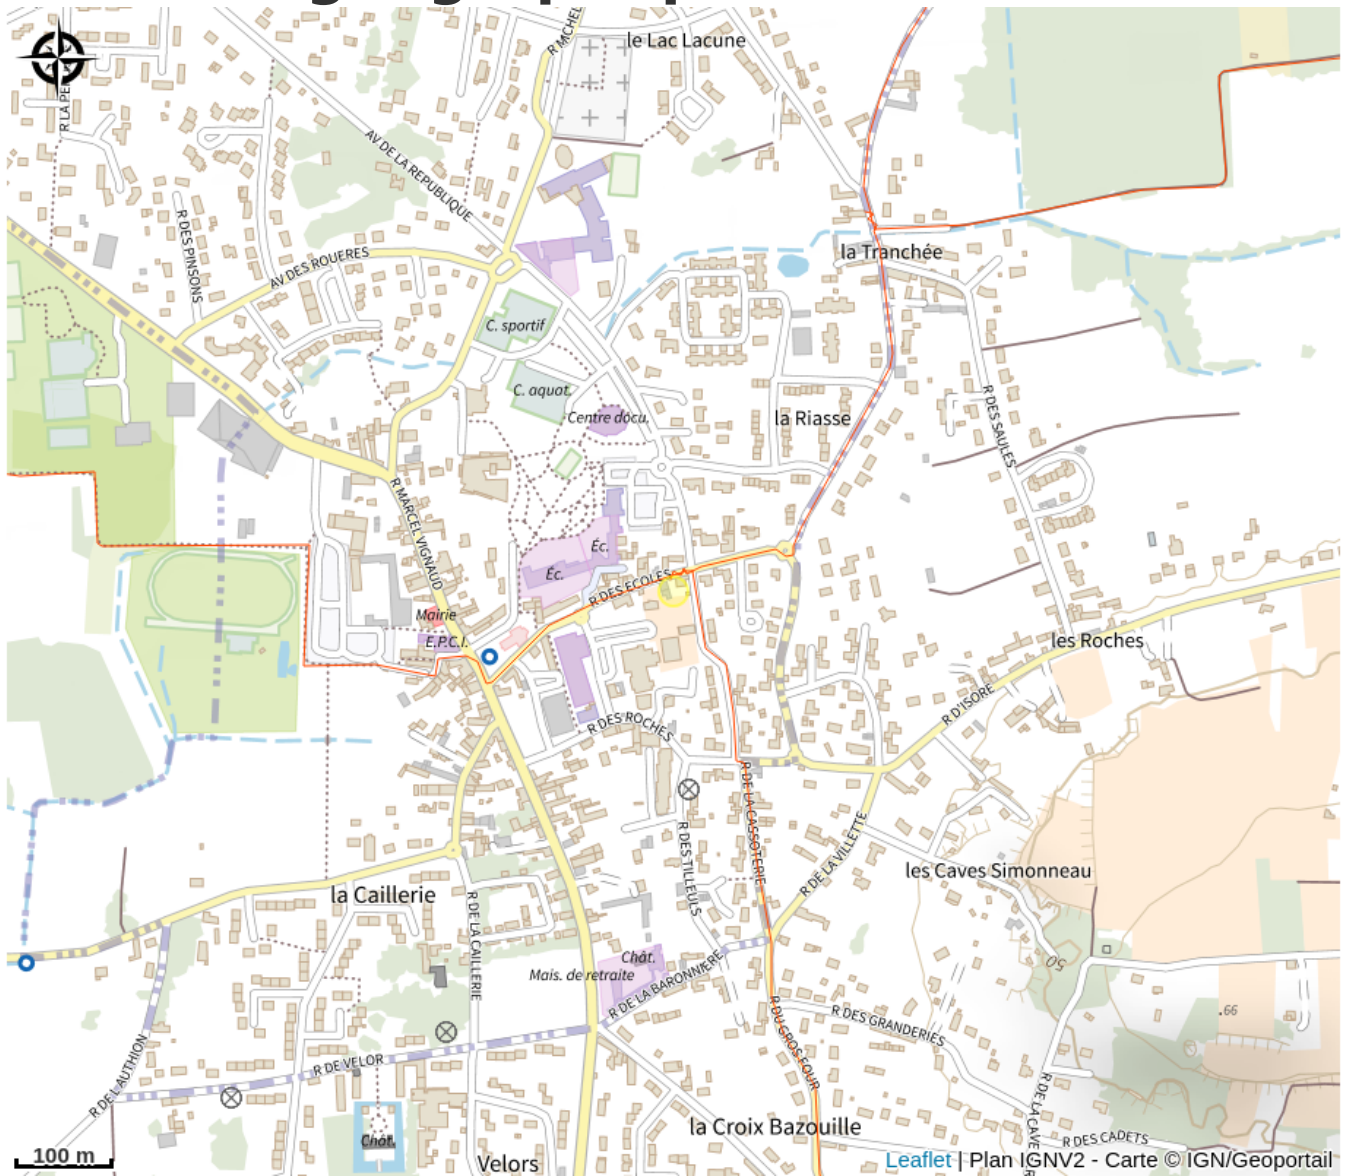 le Lac Lacune
R MICHEL
R LA PE
AV DE LA REPUBLIQUE
R DES PINSONS
AV DES ROUERES
la Tranchée
C. sportif
C. aquat.
Centre docu.
la Riasse
R DES SAULES
R MARCEL VIGNAUD
Éc.
Éc.
R DES ECOLES
Mairie
E.P.C.I.
les Roches
R D'ISORE
R DES ROCHES
R DE LA CASSOTERIE
R DES TILLEULS
R DE LA VILLETTE
les Caves Simonneau
la Caillerie
R DE LA CAILLERIE
Chât.
Mais. de retraite
R DE LA BARONNIERE
50
.66
R DES GRANDERIES
R DU GROS FOUR
R DE L AUTHION
R DE VELOR
Chât.
la Croix Bazouille
R DE LA CAVE
R DES CADETS
100 m
Velors
Leaflet | Plan IGNV2 - Carte © IGN/Geoportail